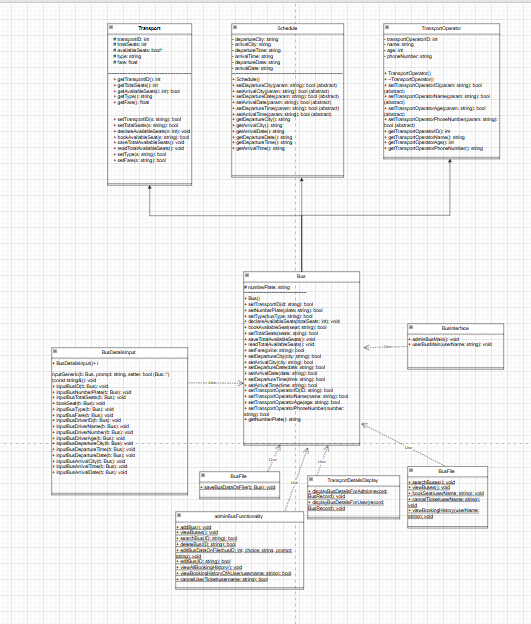 Transport
# transportID: int
# totalSeats: int
# availableSeats: bool*
# type: string
# fare: float
+ getTransportID(): int
+ getTotalSeats(): int
+ getAvailableSeats(): int): bool
+ getType(): string
+ getFare(): float
+ setTransportID(s: string): bool
+ setTotalSeats(s: string): bool
+ declareAvailableSeats(n: int): void
+ bookAvailableSeat(s: string): bool
+ saveTotalAvailableSeats(): void
+ readTotalAvailableSeats(): void
+ setType(s: string): bool
+ setFare(s: string): bool
Schedule
- departureCity: string
- arrivalCity: string
- departureTime: string
- arrivalTime: string
- departureDate: string
- arrivalDate: string
+ Schedule()
+ setDepartureCity(param: string): bool (abstract)
+ setArrivalCity(param: string): bool (abstract)
+ setDepartureDate(param: string): bool (abstract)
+ setArrivalDate(param: string): bool (abstract)
+ setDepartureTime(param: string): bool (abstract)
+ setArrivalTime(param: string): bool (abstract)
+ getDepartureCity(): string
+ getArrivalCity(): string
+ getArrivalDate(): string
+ getDepartureDate(): string
+ getDepartureTime(): string
+ getArrivalTime(): string
TransportOperator
- transportOperatorID: int
- name: string
- age: int
- phoneNumber: string
+ TransportOperator()
+ ~TransportOperator()
+ setTransportOperatorID(param: string): bool (abstract)
+ setTransportOperatorName(param: string): bool (abstract)
+ setTransportOperatorAge(param: string): bool (abstract)
+ setTransportOperatorPhoneNumber(param: string): bool (abstract)
+ getTransportOperatorID(): int
+ getTransportOperatorName(): string
+ getTransportOperatorAge(): int
+ getTransportOperatorPhoneNumber(): string
Bus
# numberPlate: string
+ Bus()
+ setTransportID(id: string): bool
+ setNumberPlate(plate: string): bool
+ setType(busType: string): bool
+ declareAvailableSeats(totalSeats: int): void
+ bookAvailableSeat(seat: string): bool
+ setTotalSeats(seats: string): bool
+ saveTotalAvailableSeats(): void
+ readTotalAvailableSeats(): void
+ setFare(price: string): bool
+ setDepartureCity(city: string): bool
+ setArrivalCity(city: string): bool
+ setDepartureDate(date: string): bool
+ setArrivalDate(date: string): bool
+ setDepartureTime(time: string): bool
+ setArrivalTime(time: string): bool
+ setTransportOperatorID(ID: string): bool
+ setTransportOperatorName(name: string): bool
+ setTransportOperatorAge(age: string): bool
+ setTransportOperatorPhoneNumber(number: string): bool
+ getNumberPlate(): string
BusInterface
+ adminBusMain(): void
+ userBusMain(userName: string): void
Use
BusDetailsInput
+ BusDetailsInput()+ (
inputGeneric(b: Bus, prompt: string, setter: bool (Bus::*)
(const string&)): void
+ inputBusID(b: Bus): void
+ inputBusNumberPlate(b: Bus): void
+ inputBusTotalSeats(b: Bus): void
+ bookSeat(b: Bus): void
+ inputBusType(b: Bus): void
+ inputBusFare(b: Bus): void
+ inputBusDriverID(b: Bus): void
+ inputBusDriverName(b: Bus): void
+ inputBusDriverNumber(b: Bus): void
+ inputBusDriverAge(b: Bus): void
+ inputBusDepartureCity(b: Bus): void
+ inputBusDepartureTime(b: Bus): void
+ inputBusDepartureDate(b: Bus): void
+ inputBusArrivalCity(b: Bus): void
+ inputBusArrivalTime(b: Bus): void
+ inputBusArrivalDate(b: Bus): void
Use
Use
Use
Use
Use
BusFile
+ saveBusDataOnFile(b: Bus): void
TransportDetailsDisplay
+ displayBusDetailsForAdmin(record: BusRecord): void
+ displayBusDetailsForUser(record: BusRecord): void
BusFile
+ searchBuses(): void
+ viewBuses(): void
+ bookSeat(userName: string): void
+ cancelTicket(username: string): void
+ viewBookingHistory(userName: string): void
adminBusFunctionality
+ addBus(): void
+ viewBuses(): void
+ searchBus(ID: string): bool
+ deleteBus(ID: string): bool
+ editBusDataOnFile(busID: int, choice: string, prompt: string): void
+ editBus(ID: string): bool
+ viewAllBookingHistory(): void
+ viewBookingHistoryOfAUser(username: string): void
+ cancelUserTicket(username: string): bool